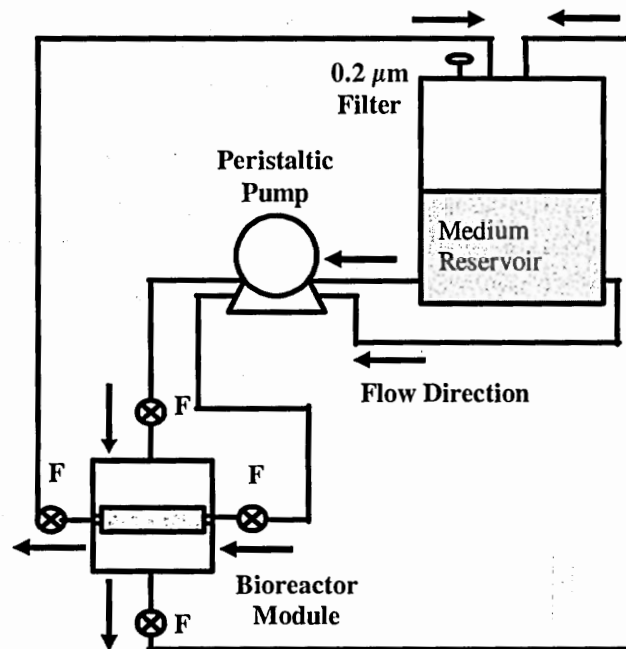 0.2 μm
Filter
Peristaltic
Pump
Medium
Reservoir
Flow Direction
F
F
F
Bioreactor
Module
F